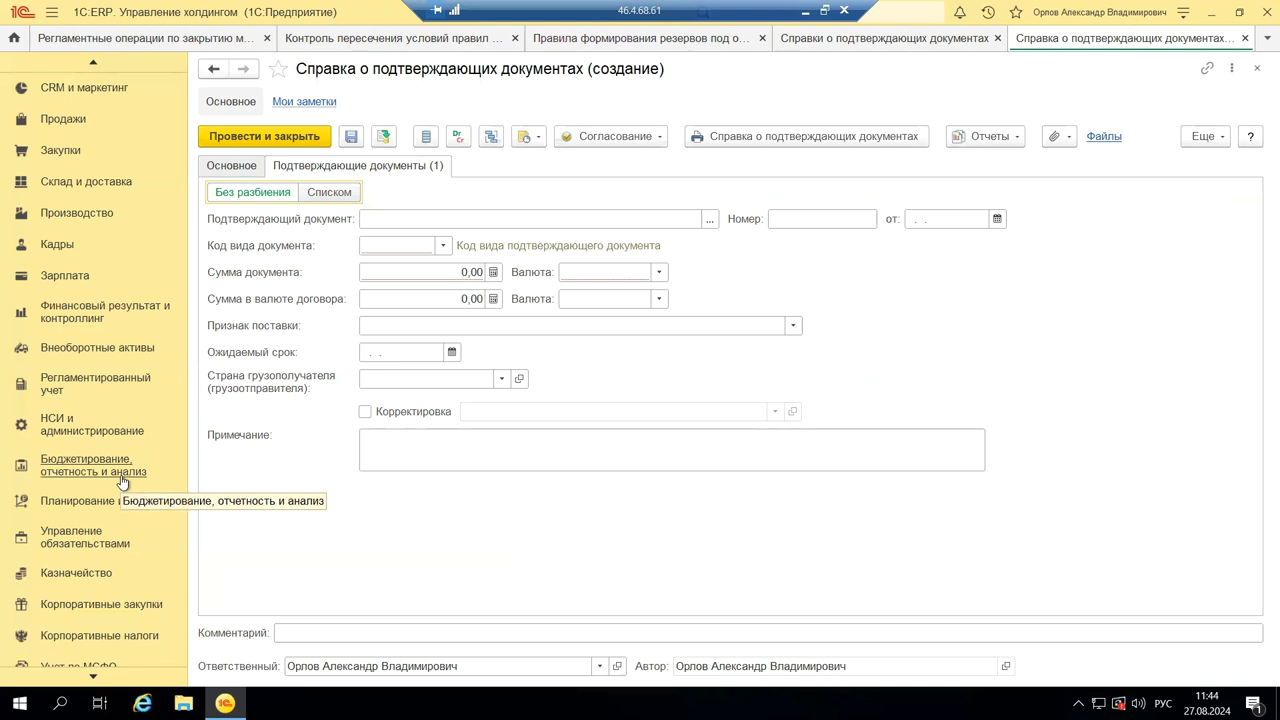 1С:ERP. Управление холдингом (1С:Предприятие)
46.4.68.61
Орлов Александр Владимирович
Регламентные операции по закрытию м...
Контроль пересечения условий правил ...
Правила формирования резервов под о...
Справки о подтверждающих документах
Справка о подтверждающих документах...
CRM и маркетинг
Продажи
Закупки
Склад и доставка
Производство
Кадры
Зарплата
Финансовый результат и
контроллинг
Внеоборотные активы
Регламентированный
учет
НСИ и
администрирование
Бюджетирование,
отчетность и анализ
Планирование
Бюджетирование, отчетность и анализ
Управление
обязательствами
Казначейство
Корпоративные закупки
Корпоративные налоги
Учет по МСФО
Справка о подтверждающих документах (создание)
Основное
Мои заметки
Провести и закрыть
Dr
Cr
Согласование
Справка о подтверждающих документах
Отчеты
Файлы
Еще
?
Основное
Подтверждающие документы (1)
Без разбиения
Списком
Подтверждающий документ:
...
Номер:
от:
. .
Код вида документа:
Код вида подтверждающего документа
Сумма документа:
0,00
Валюта:
Сумма в валюте договора:
0,00
Валюта:
Признак поставки:
Ожидаемый срок:
. .
Страна грузополучателя
(грузоотправителя):
Корректировка
Примечание:
Комментарий:
Ответственный:
Орлов Александр Владимирович
Автор:
Орлов Александр Владимирович
РУС
11:44
27.08.2024
1